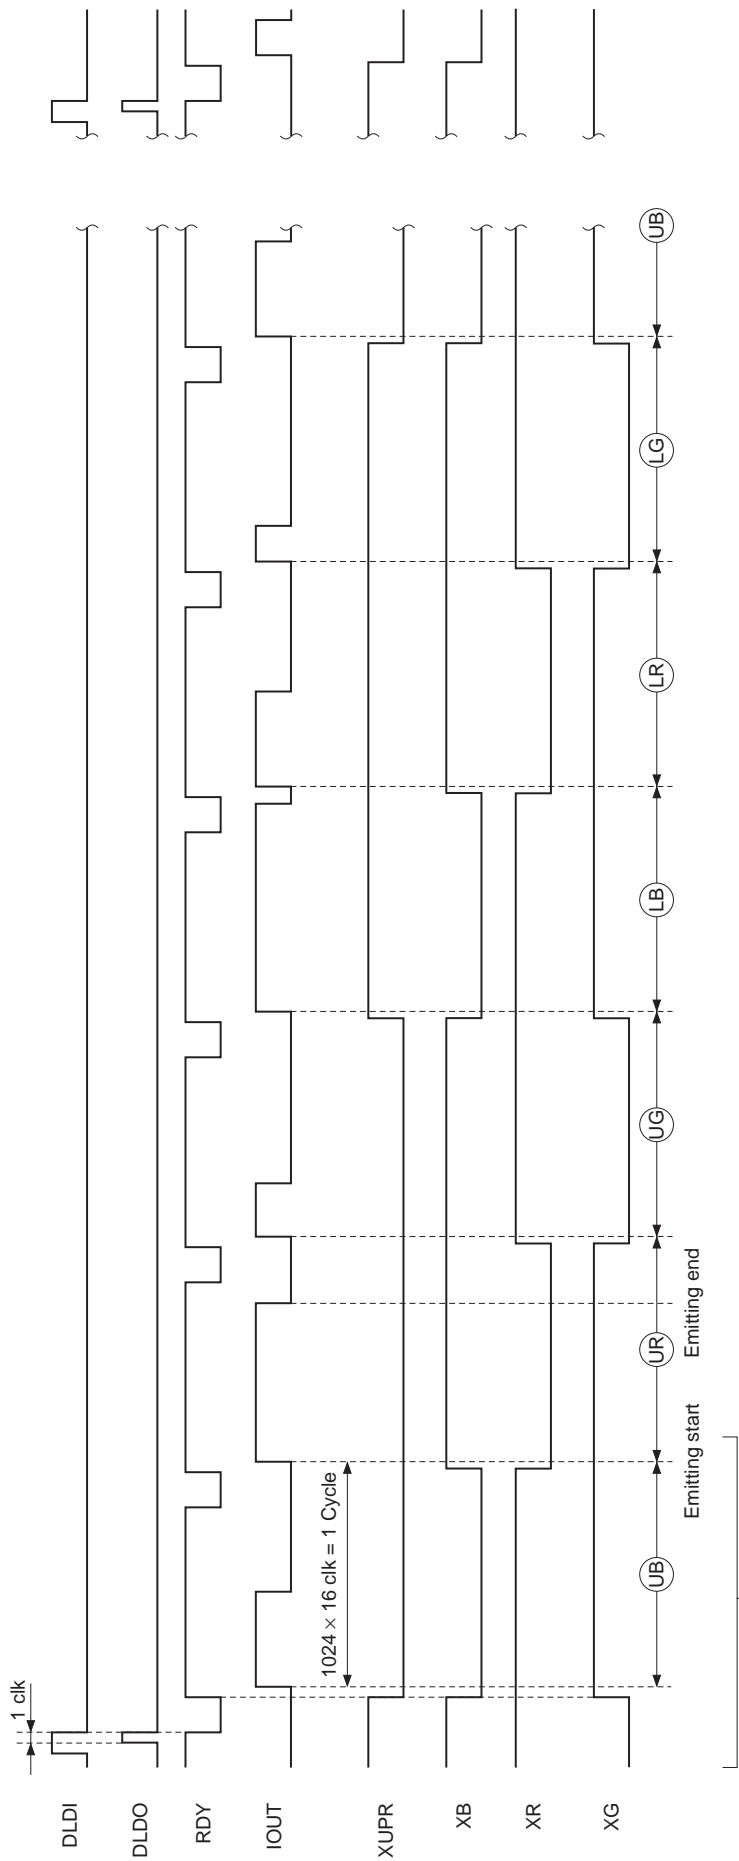 1 clk
DLDI
DLDO
RDY
IOUT
1024 × 16 clk = 1 Cycle
XUPR
XB
XR
XG
UB
UR
UG
LB
LR
LG
UB
Emitting start
Emitting end